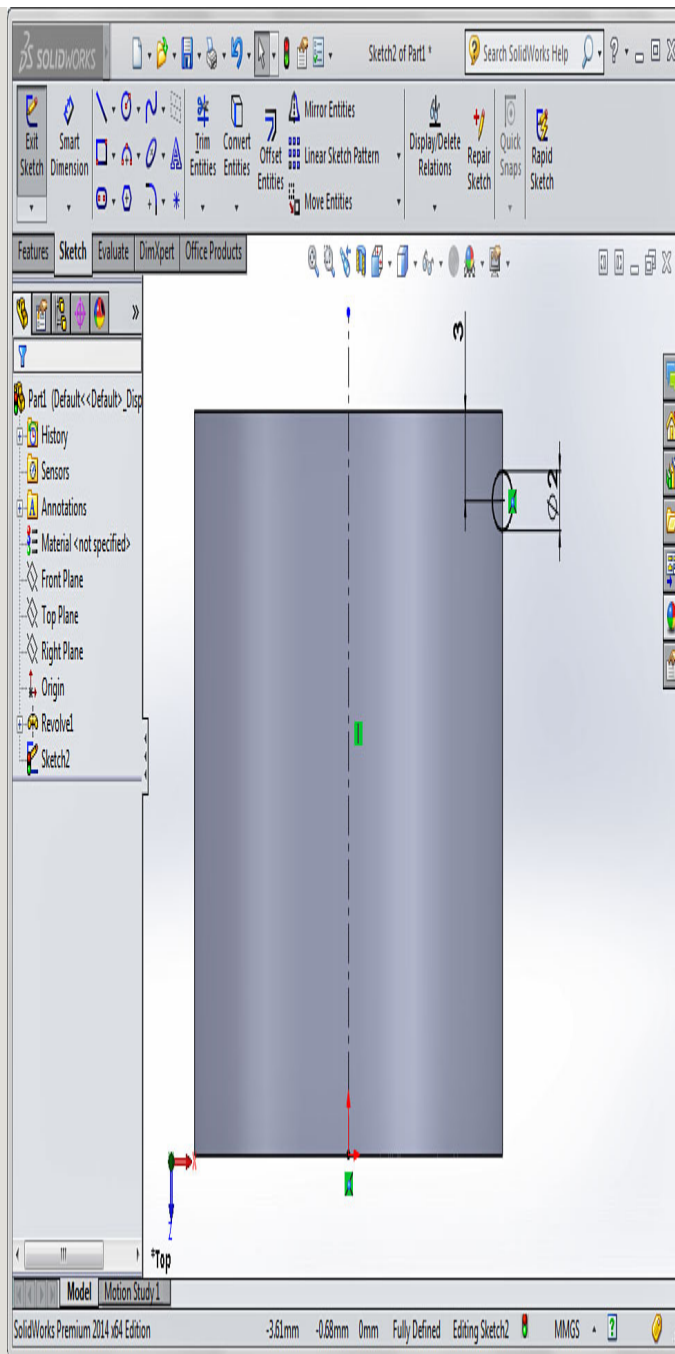 SOLIDWORKS
Sketch2 of Part1 *
Search SolidWorks Help
?
Exit Sketch
Smart Dimension
Trim Entities
Convert Entities
Offset Entities
Mirror Entities
Linear Sketch Pattern
Move Entities
Display/Delete Relations
Repair Sketch
Quick Snaps
Rapid Sketch
Features Sketch Evaluate DimXpert Office Products
»
Part1 (Default<<Default>_Disp
History
Sensors
Annotations
Material <not specified>
Front Plane
Top Plane
Right Plane
Origin
Revolve1
Sketch2
3
∅2
X
Z
*Top
Model Motion Study 1
SolidWorks Premium 2014 x64 Edition -3.61mm -0.68mm 0mm Fully Defined Editing Sketch2 MMGS ?